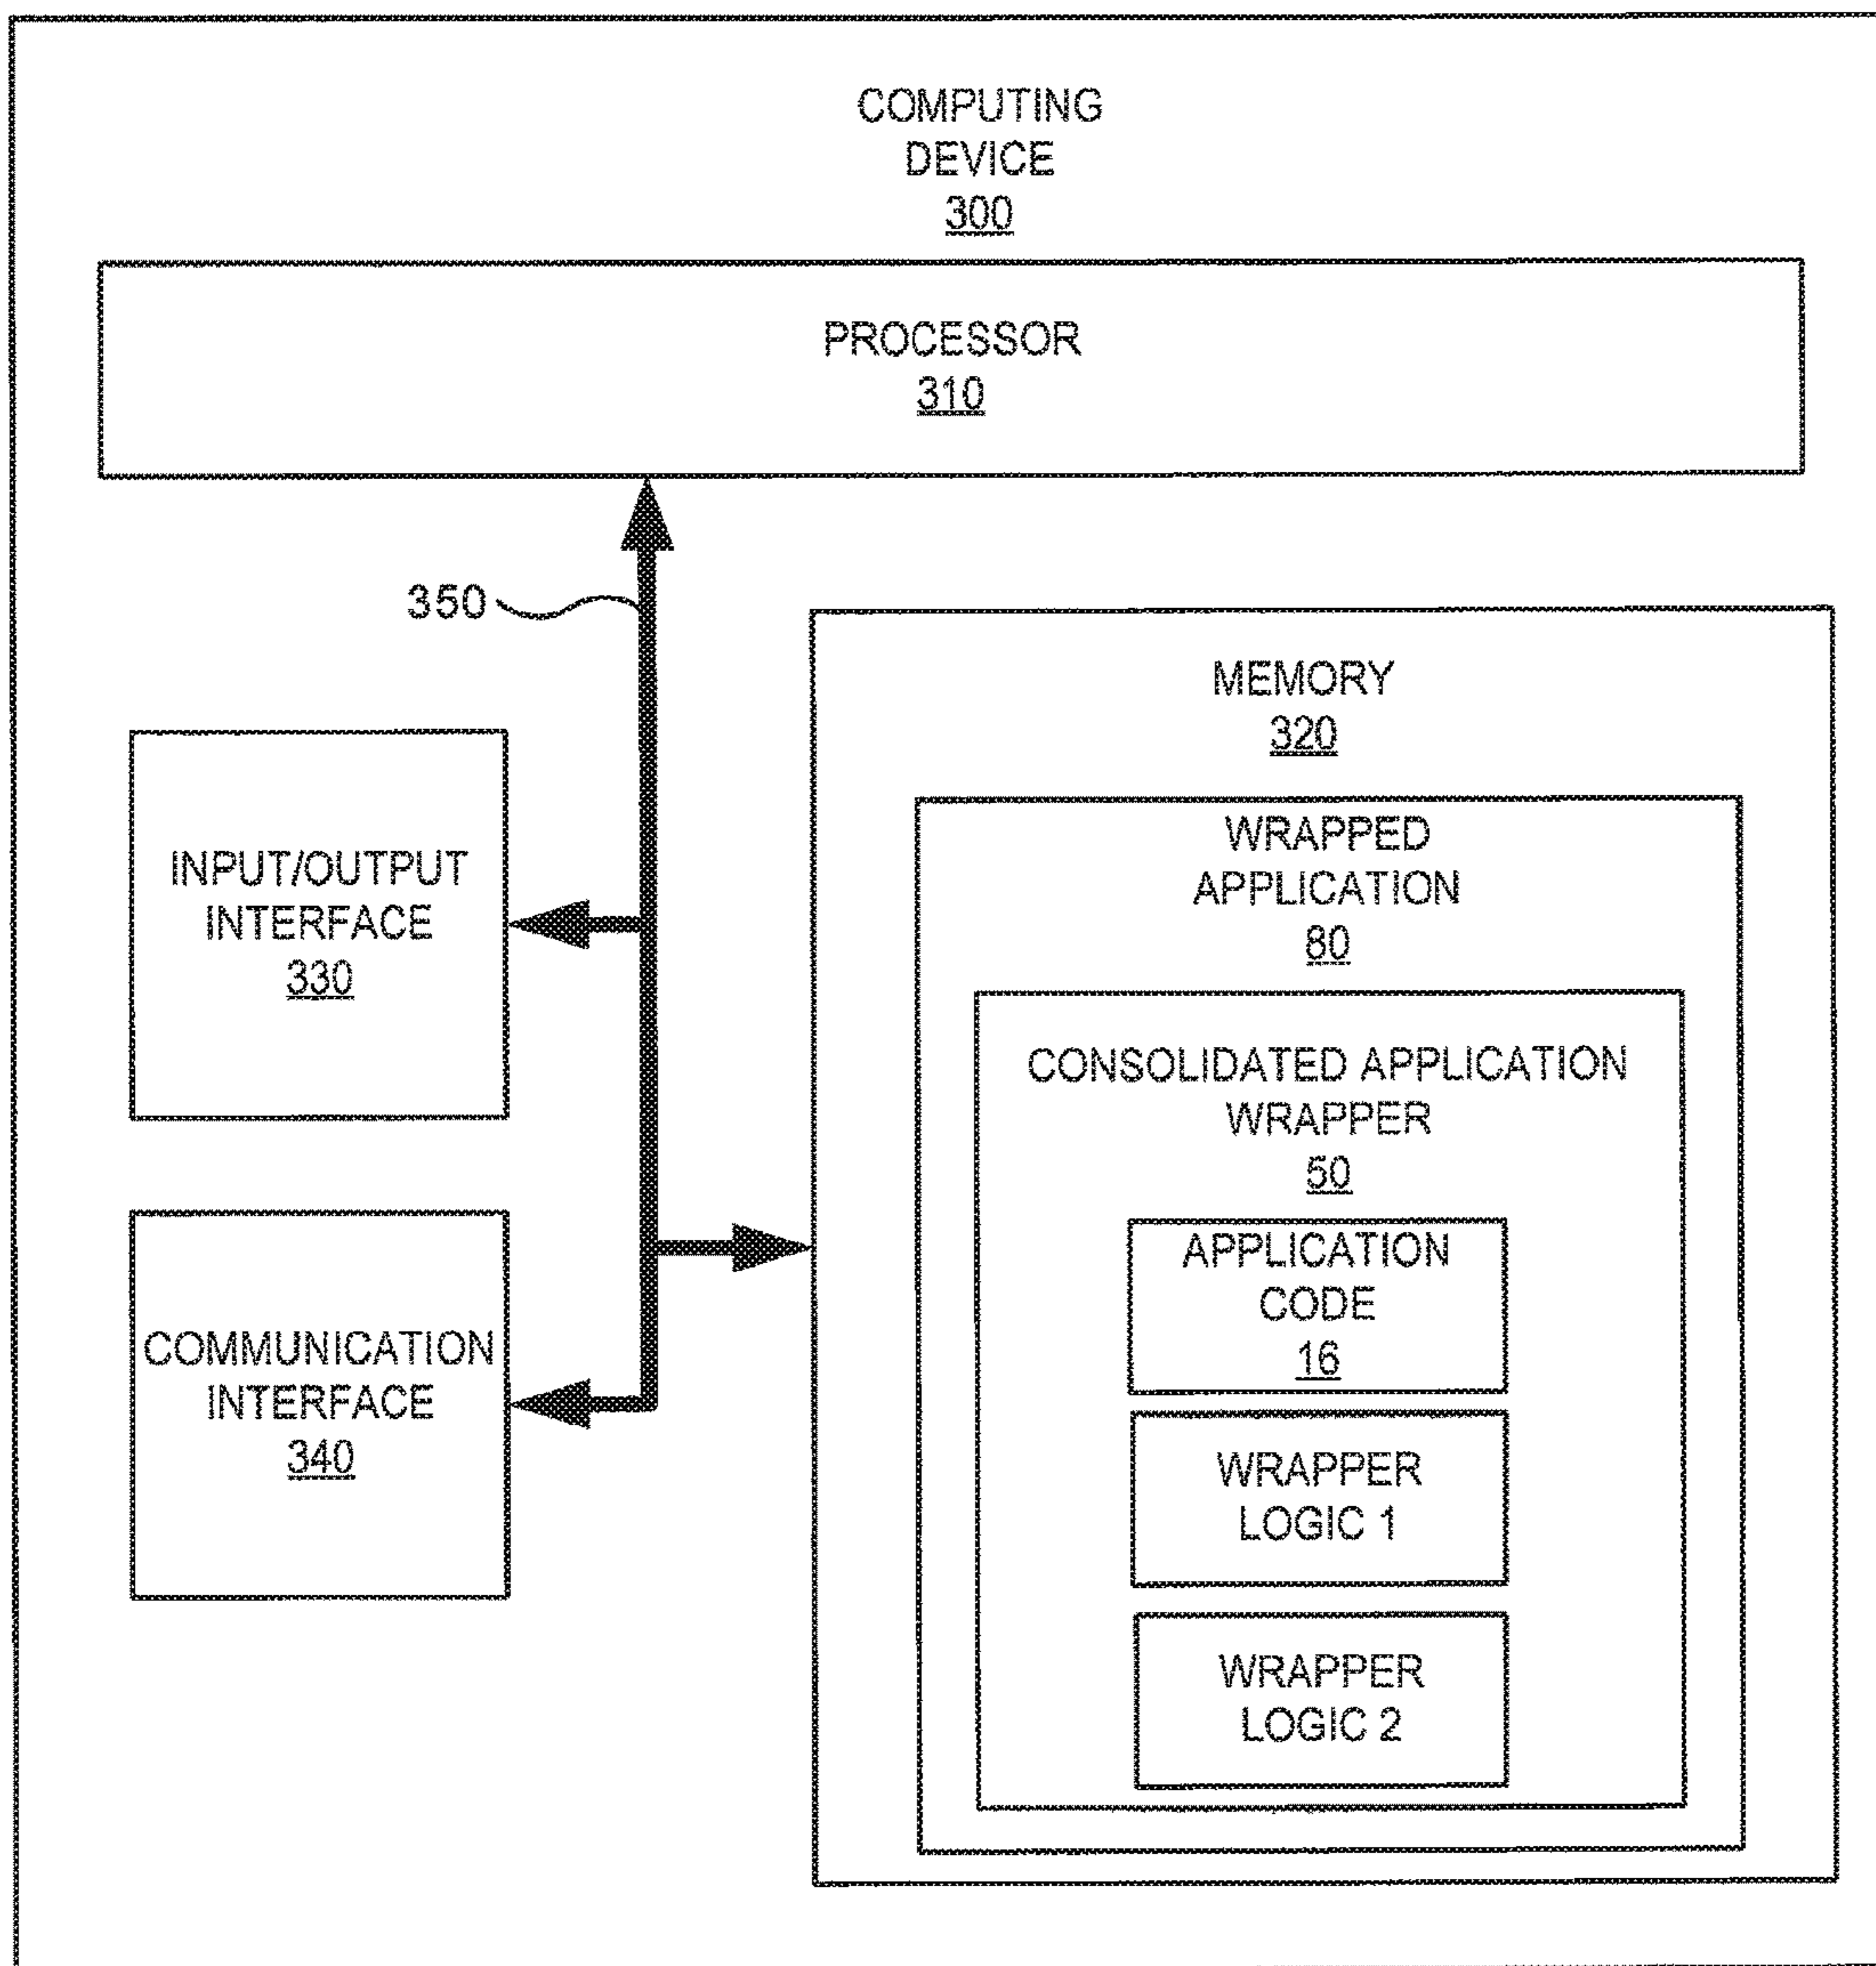 COMPUTING
DEVICE
300
PROCESSOR
310
350
MEMORY
320
WRAPPED
APPLICATION
80
INPUT/OUTPUT
INTERFACE
330
CONSOLIDATED APPLICATION
WRAPPER
50
APPLICATION
CODE
16
COMMUNICATION
INTERFACE
340
WRAPPER
LOGIC 1
WRAPPER
LOGIC 2